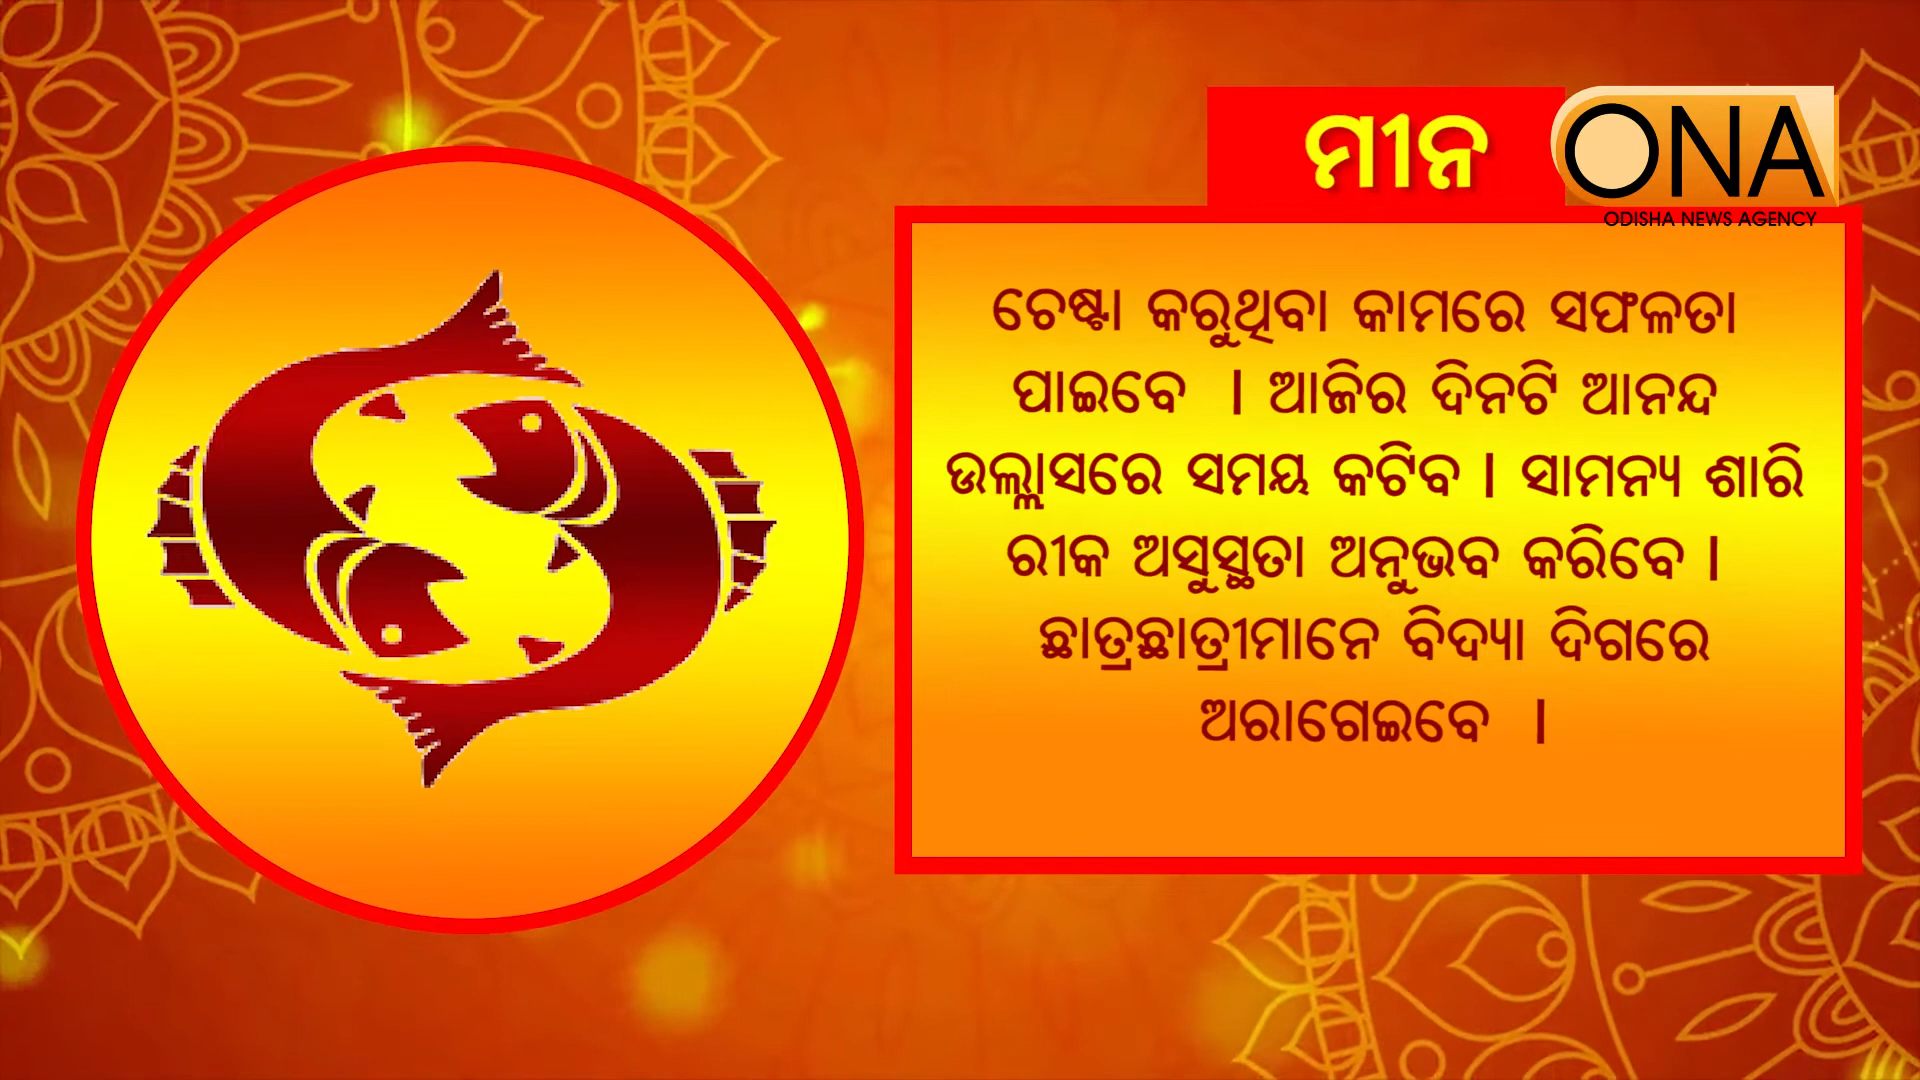 ମୀନ
ONA
ODISHA NEWS AGENCY
ଚେଷ୍ଟା କରୁଥିବା କାମରେ ସଫଳତା
ପାଇବେ । ଆଜିର ଦିନଟି ଆନନ୍ଦ
ଉଲ୍ଲାସରେ ସମୟ କଟିବ । ସାମନ୍ୟ ଶାରି
ରୀକ ଅସୁସ୍ଥତା ଅନୁଭବ କରିବେ ।
ଛାତ୍ରଛାତ୍ରୀମାନେ ବିଦ୍ୟା ଦିଗରେ
ଅରାଗେଇବେ ।